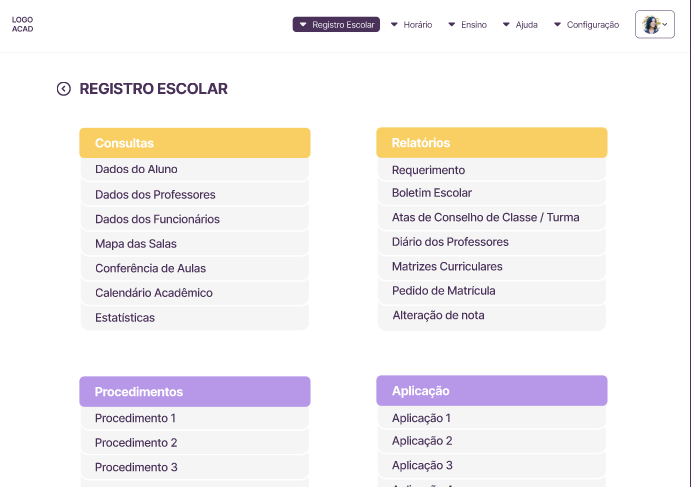 LOGO
ACAD
Registro Escolar
Horário
Ensino
Ajuda
Configuração
REGISTRO ESCOLAR
Consultas
Dados do Aluno
Dados dos Professores
Dados dos Funcionários
Mapa das Salas
Conferência de Aulas
Calendário Acadêmico
Estatísticas
Relatórios
Requerimento
Boletim Escolar
Atas de Conselho de Classe / Turma
Diário dos Professores
Matrizes Curriculares
Pedido de Matrícula
Alteração de nota
Procedimentos
Procedimento 1
Procedimento 2
Procedimento 3
Aplicação
Aplicação 1
Aplicação 2
Aplicação 3